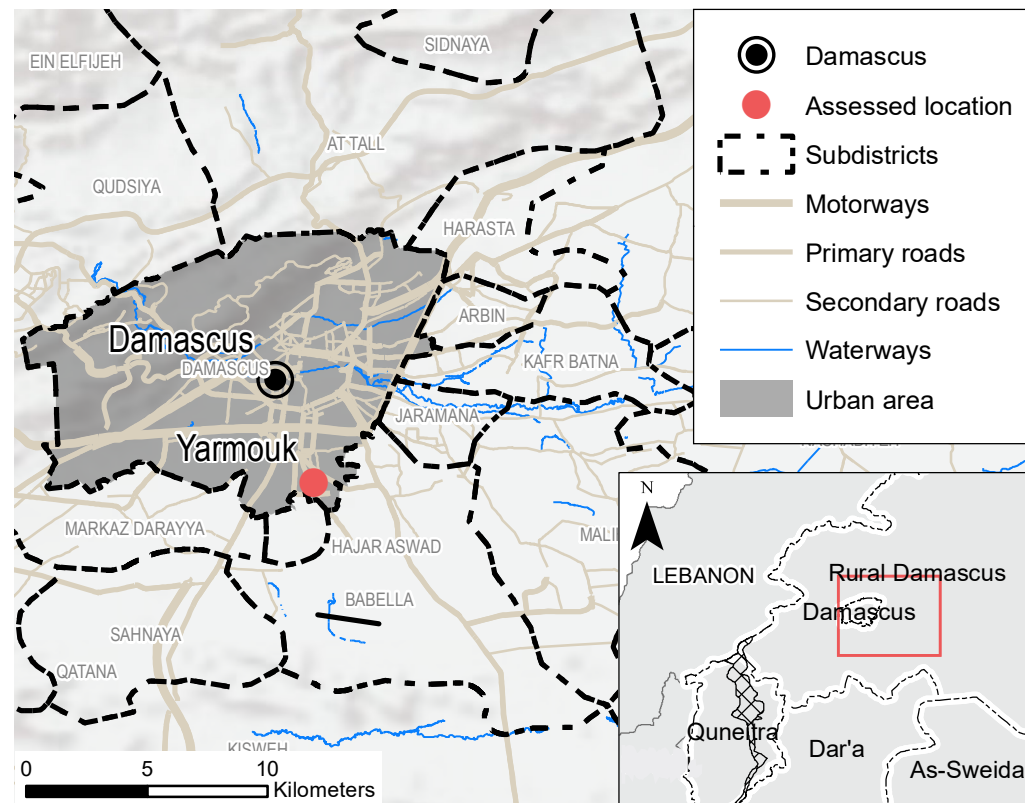 EIN ELFIJEH
SIDNAYA
AT TALL
QUDSIYA
HARASTA
ARBIN
Damascus
DAMASCUS
KAFR BATNA
JARAMANA
Yarmouk
MARKAZ DARAYYA
HAJAR ASWAD
BABELLA
SAHNAYA
QATANA
KISWEH
0 5 10
Kilometers
Damascus
Assessed location
Subdistricts
Motorways
Primary roads
Secondary roads
Waterways
Urban area
N
LEBANON
Rural Damascus
Damascus
Quneitra
Dar'a
As-Sweida